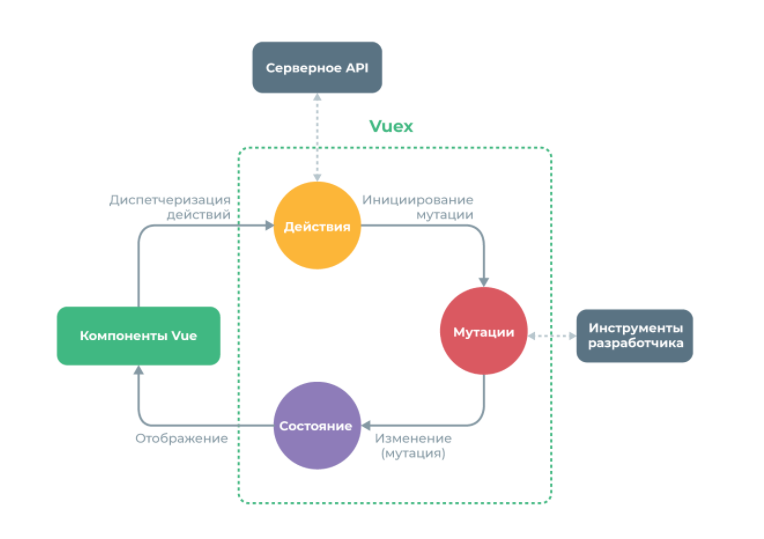 Серверное API
Vuex
Диспетчеризация
действий
Инициирование
мутации
Действия
Компоненты Vue
Мутации
Инструменты
разработчика
Состояние
Отображение
Изменение
(мутация)